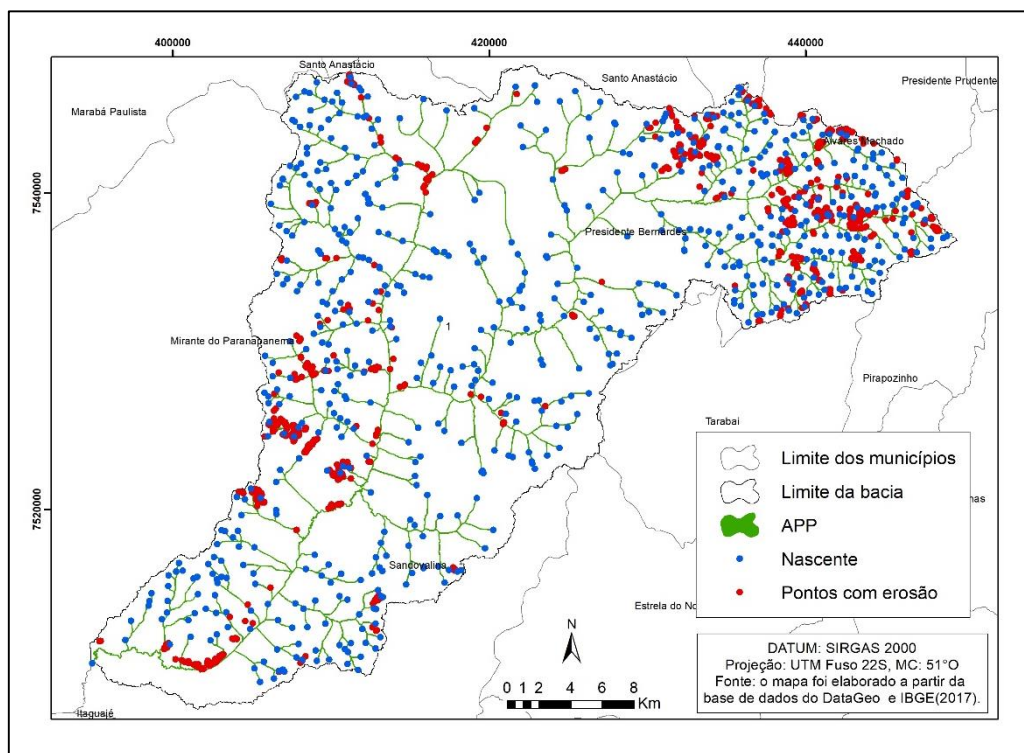 400000 420000 440000
Santo Anastácio
Santo Anastácio
Presidente Prudente
Marabá Paulista
Alvares Machado
7540000
Presidente Bernardes
1
Mirante do Paranapanema
Pirapozinho
Tarabai
Limite dos municípios
Limite da bacia
APP
Nascente
Pontos com erosão
7520000
Sandovalina
Estrela do No
N
DATUM: SIRGAS 2000
Projeção: UTM Fuso 22S, MC: 51°O
Fonte: o mapa foi elaborado a partir da
base de dados do DataGeo e IBGE(2017).
0 1 2 4 6 8
Km
Itaguajé